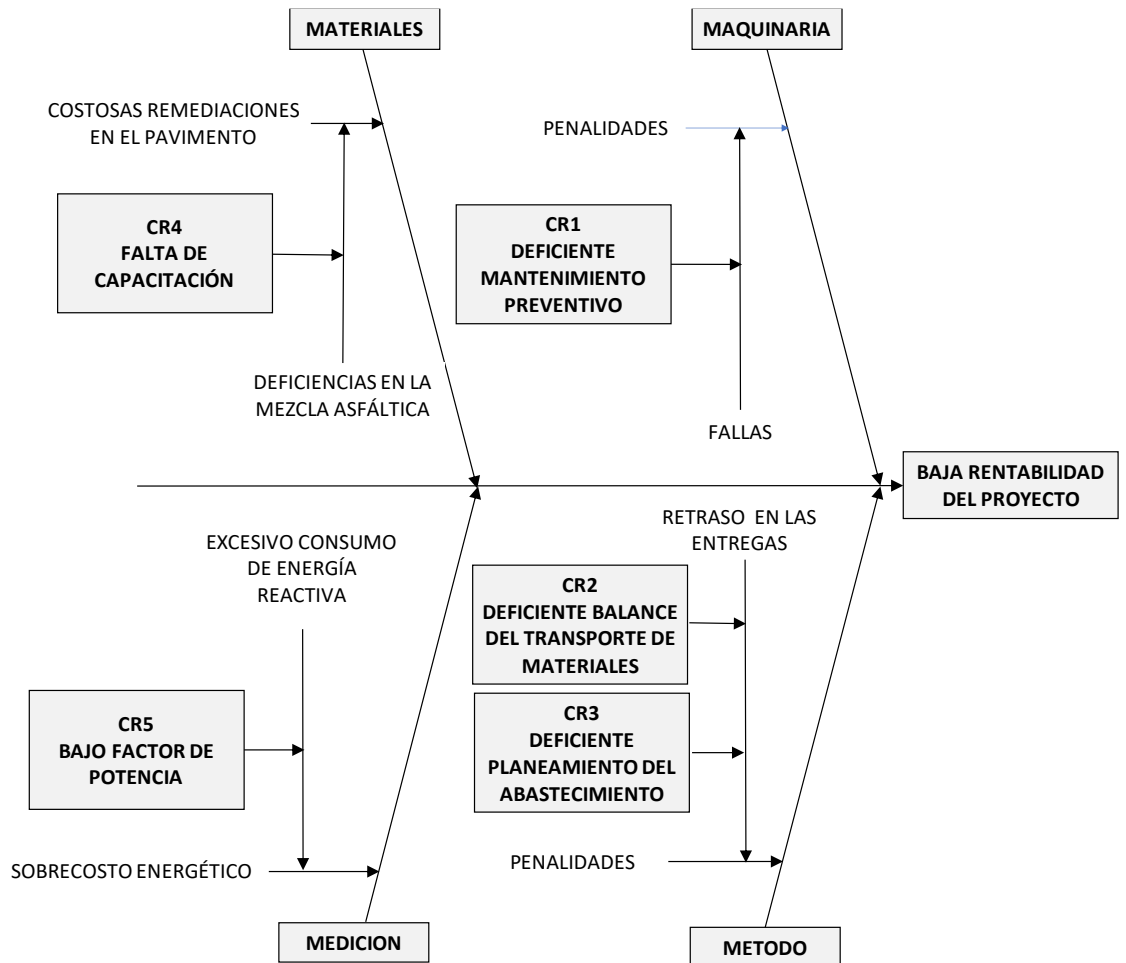 MATERIALES
MAQUINARIA
COSTOSAS REMEDIACIONES
EN EL PAVIMENTO
PENALIDADES
CR4
FALTA DE
CAPACITACIÓN
CR1
DEFICIENTE
MANTENIMIENTO
PREVENTIVO
DEFICIENCIAS EN LA
MEZCLA ASFÁLTICA
FALLAS
BAJA RENTABILIDAD
DEL PROYECTO
EXCESIVO CONSUMO
DE ENERGÍA
REACTIVA
RETRASO EN LAS
ENTREGAS
CR2
DEFICIENTE BALANCE
DEL TRANSPORTE DE
MATERIALES
CR5
BAJO FACTOR DE
POTENCIA
CR3
DEFICIENTE
PLANEAMIENTO DEL
ABASTECIMIENTO
SOBRECOSTO ENERGÉTICO
PENALIDADES
MEDICION
METODO